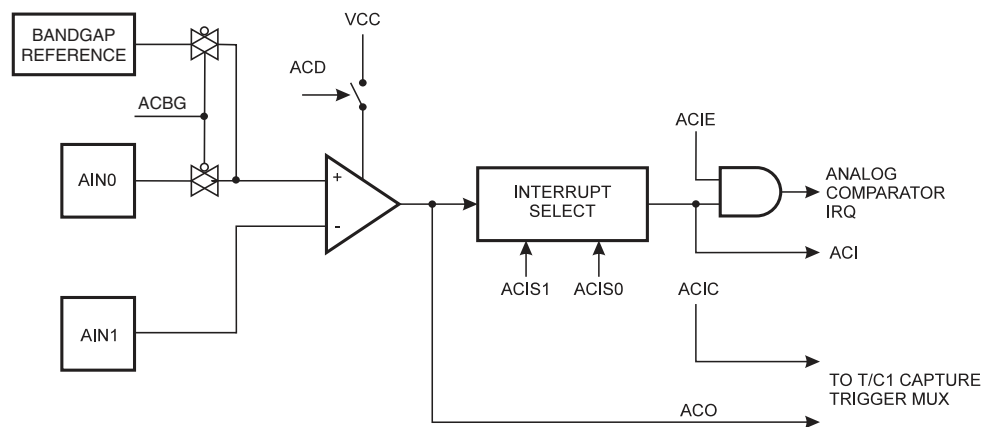 BANDGAP
REFERENCE
VCC
ACD
ACBG
ACIE
AIN0
+
-
INTERRUPT
SELECT
ANALOG
COMPARATOR
IRQ
ACI
ACIS1
ACIS0
ACIC
AIN1
TO T/C1 CAPTURE
TRIGGER MUX
ACO